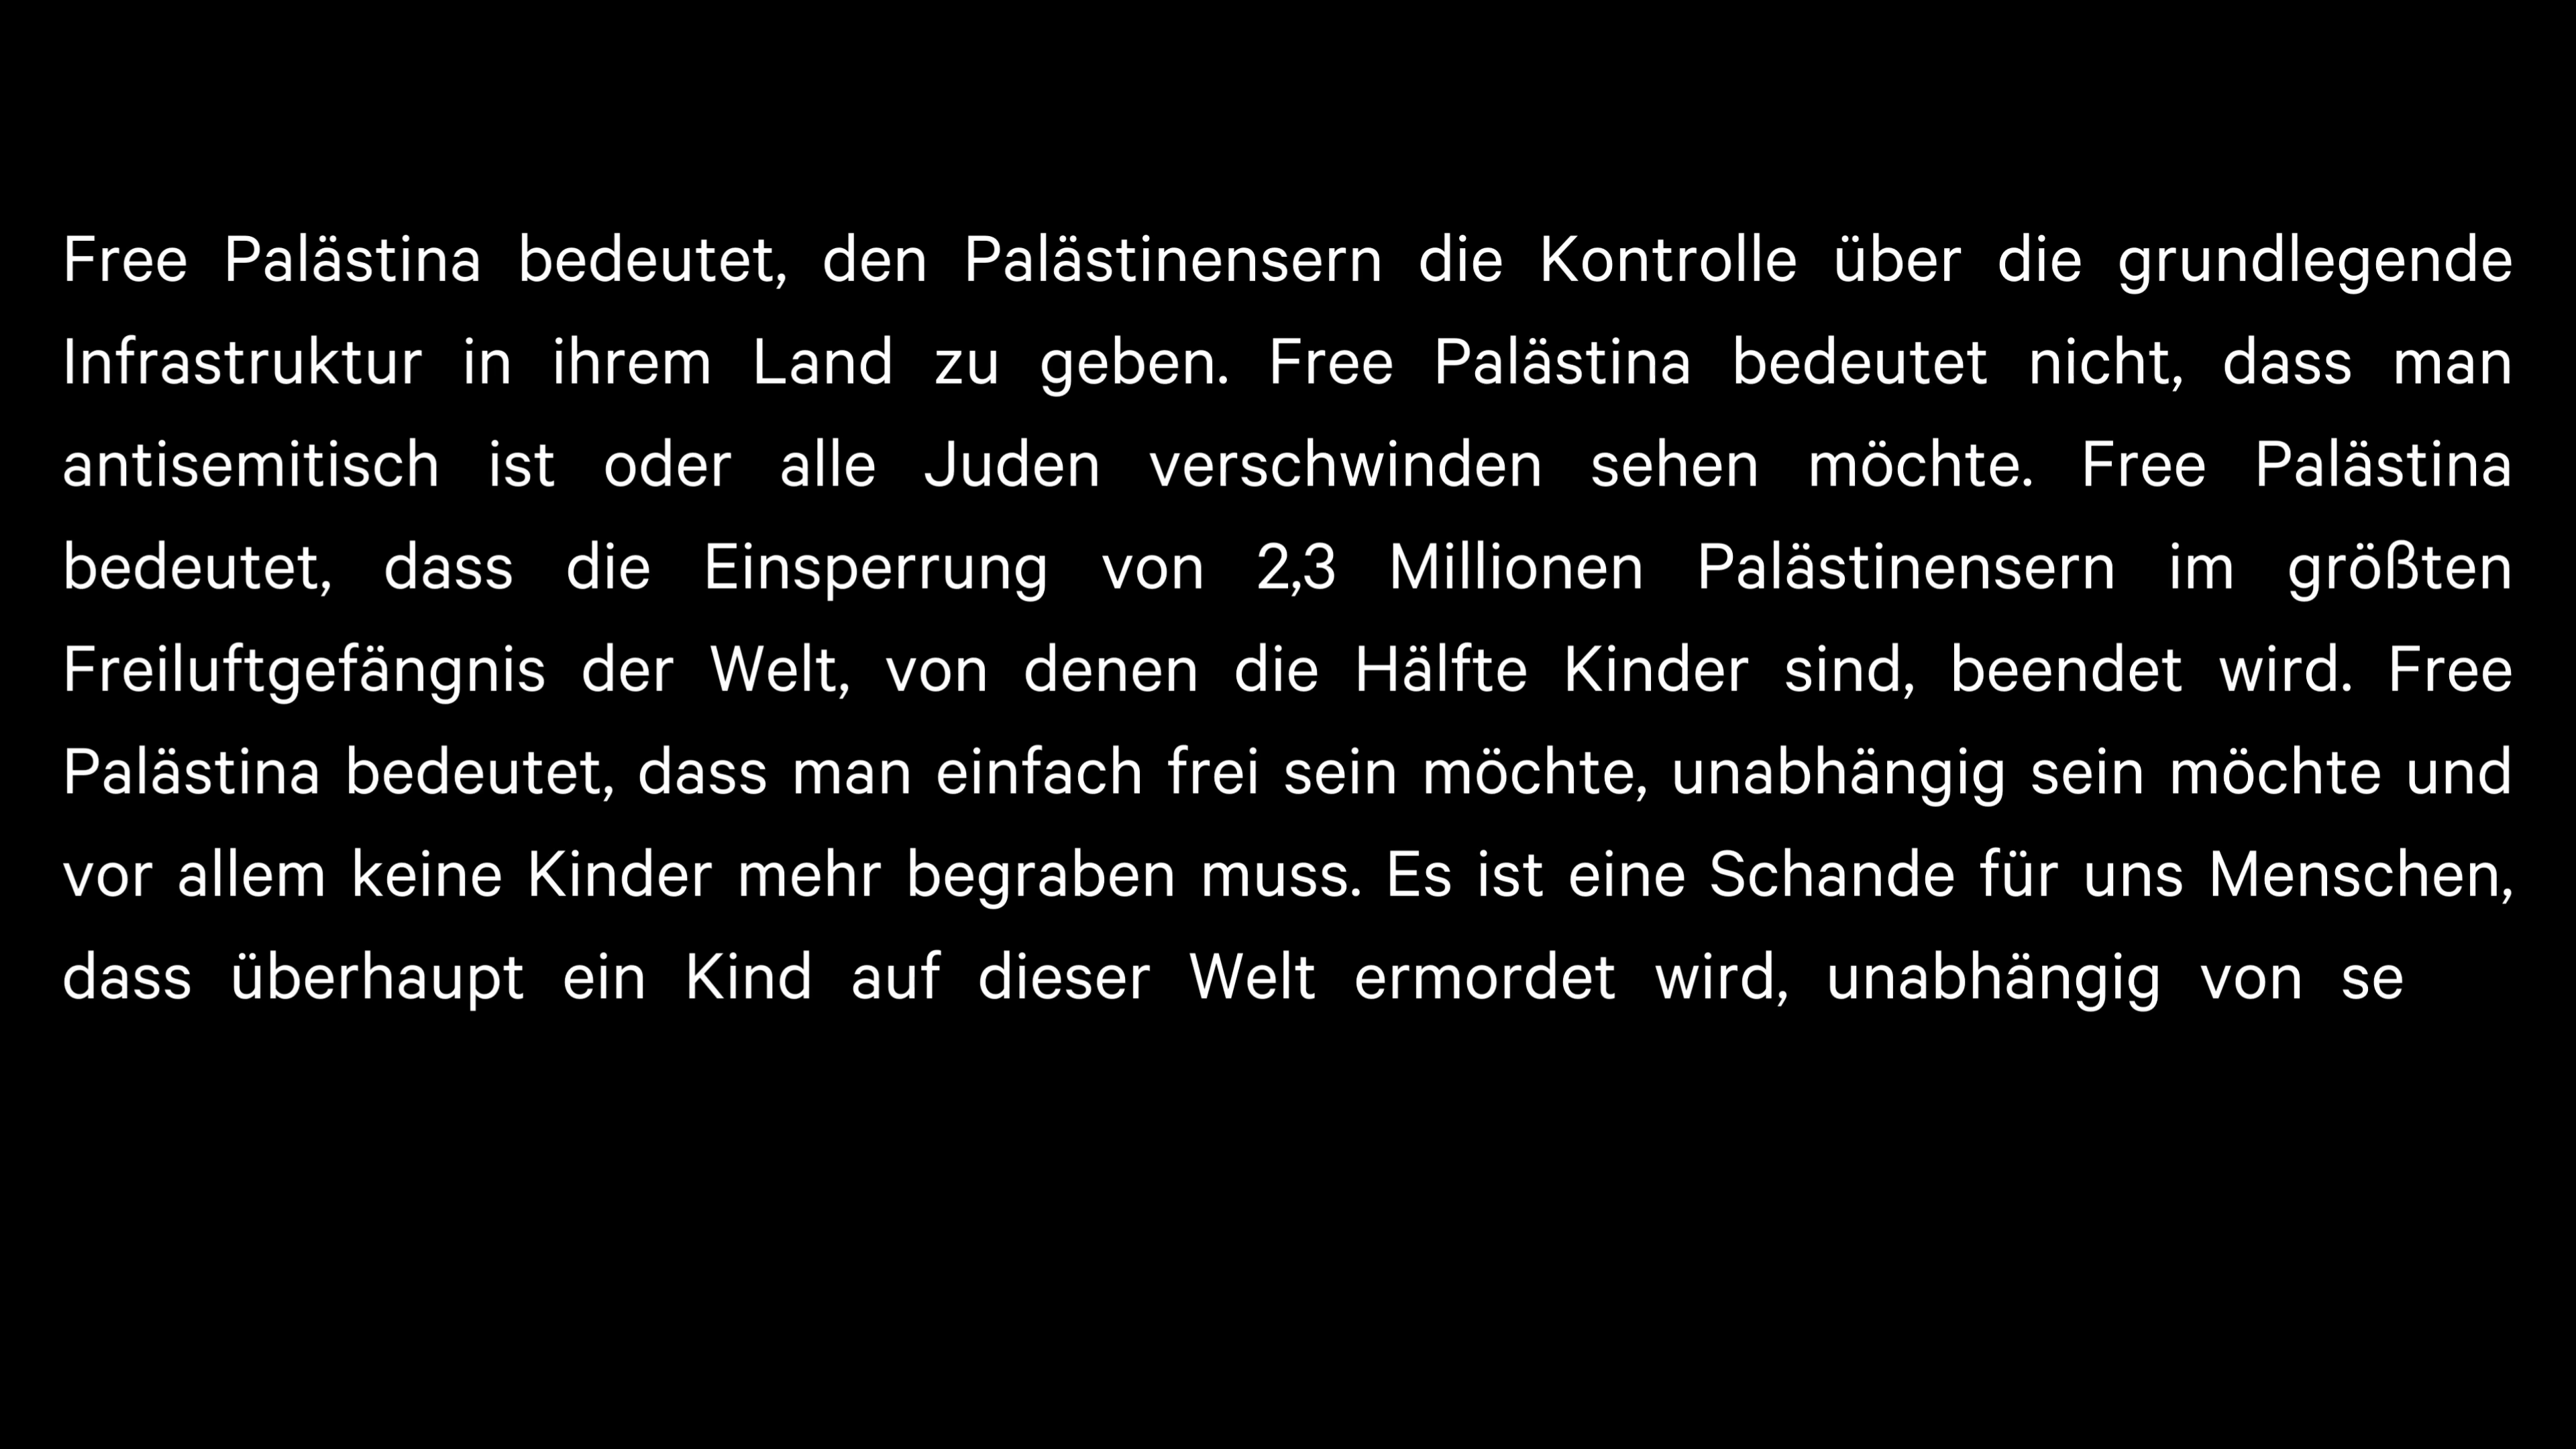 Free Palästina bedeutet, den Palästinensern die Kontrolle über die grundlegende
Infrastruktur in ihrem Land zu geben. Free Palästina bedeutet nicht, dass man
antisemitisch ist oder alle Juden verschwinden sehen möchte. Free Palästina
bedeutet, dass die Einsperrung von 2,3 Millionen Palästinensern im größten
Freiluftgefängnis der Welt, von denen die Hälfte Kinder sind, beendet wird. Free
Palästina bedeutet, dass man einfach frei sein möchte, unabhängig sein möchte und
vor allem keine Kinder mehr begraben muss. Es ist eine Schande für uns Menschen,
dass überhaupt ein Kind auf dieser Welt ermordet wird, unabhängig von se